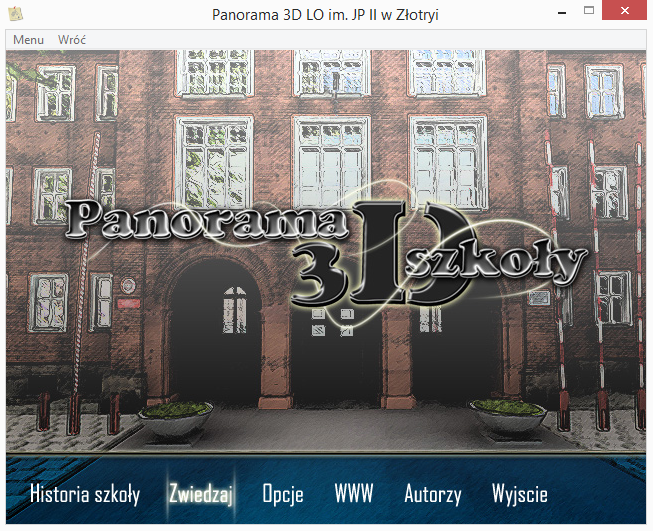 Panorama 3D LO im. JP II w Złotryi
Menu Wróć
Panorama
3D szkoły
Historia szkoły Zwiedzaj Opcje WWW Autorzy Wyjscie